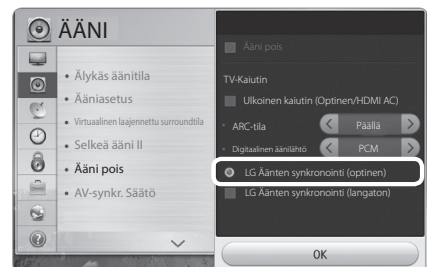 ÄÄNI
• Älykäs äänitila
• Ääniasetus
• Virtuaalinen laajennettu surroundtila
• Selkeä ääni II
• Ääni pois
• AV-synkr. Säätö
Ääni pois
TV-Kaiutin
Ulkoinen kaiutin (Optinen/HDMI AC)
• ARC-tila < Päällä >
• Digitaalinen äänilähtö < PCM >
LG Äänten synkronointi (optinen)
LG Äänten synkronointi (langaton)
OK